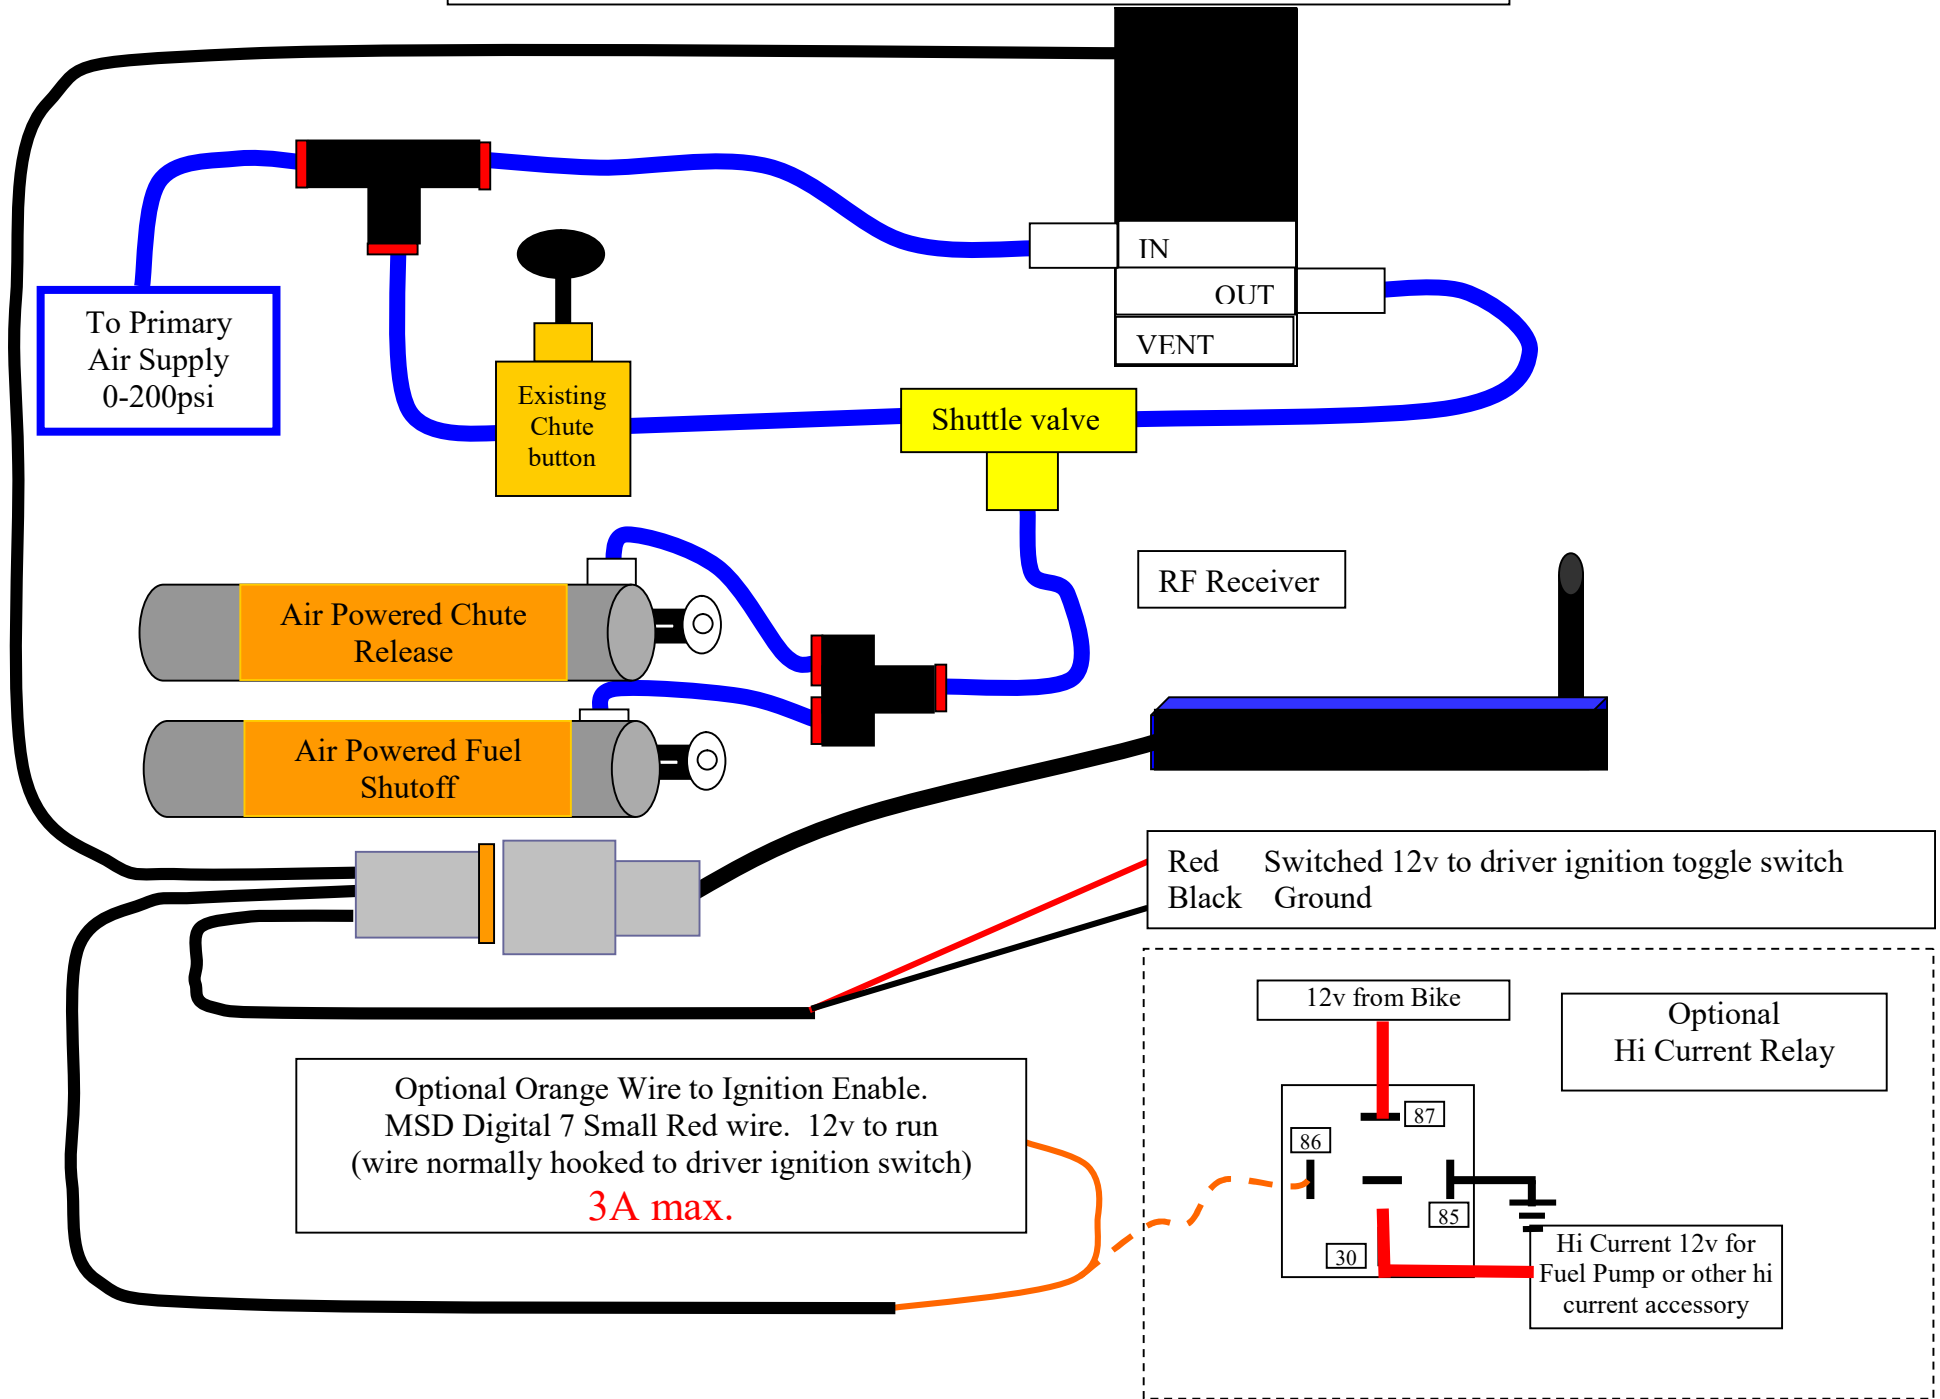 IN
OUT
VENT
To Primary
Air Supply
0-200psi
Existing
Chute
button
Shuttle valve
RF Receiver
Air Powered Chute
Release
Air Powered Fuel
Shutoff
Red Switched 12v to driver ignition toggle switch
Black Ground
12v from Bike
Optional
Hi Current Relay
Optional Orange Wire to Ignition Enable.
MSD Digital 7 Small Red wire. 12v to run
(wire normally hooked to driver ignition switch)
3A max.
87
86
85
30
Hi Current 12v for
Fuel Pump or other hi
current accessory